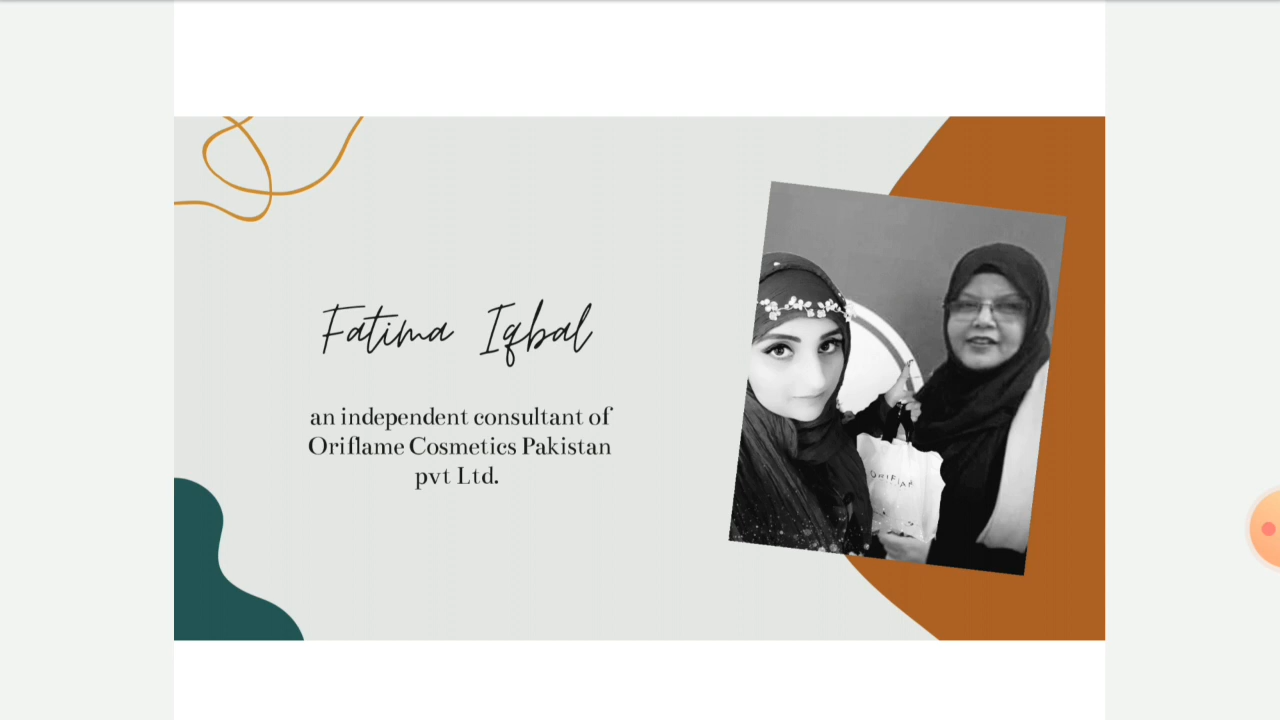 Fatima Iqbal
an independent consultant of
Oriflame Cosmetics Pakistan
pvt Ltd.